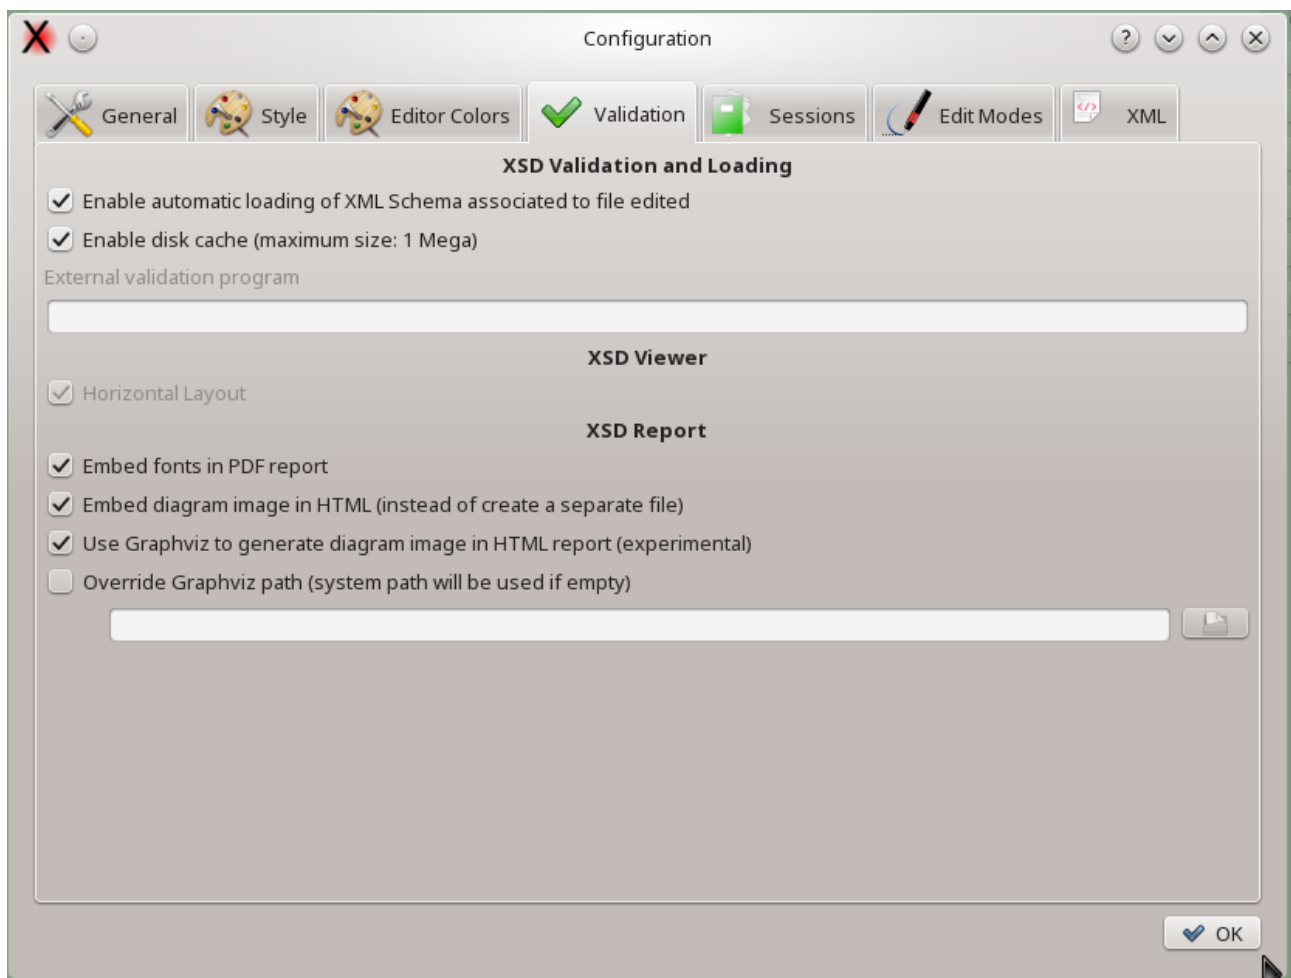 Configuration
General
Style
Editor Colors
Validation
Sessions
Edit Modes
XML
XSD Validation and Loading
Enable automatic loading of XML Schema associated to file edited
Enable disk cache (maximum size: 1 Mega)
External validation program
XSD Viewer
Horizontal Layout
XSD Report
Embed fonts in PDF report
Embed diagram image in HTML (instead of create a separate file)
Use Graphviz to generate diagram image in HTML report (experimental)
Override Graphviz path (system path will be used if empty)
OK